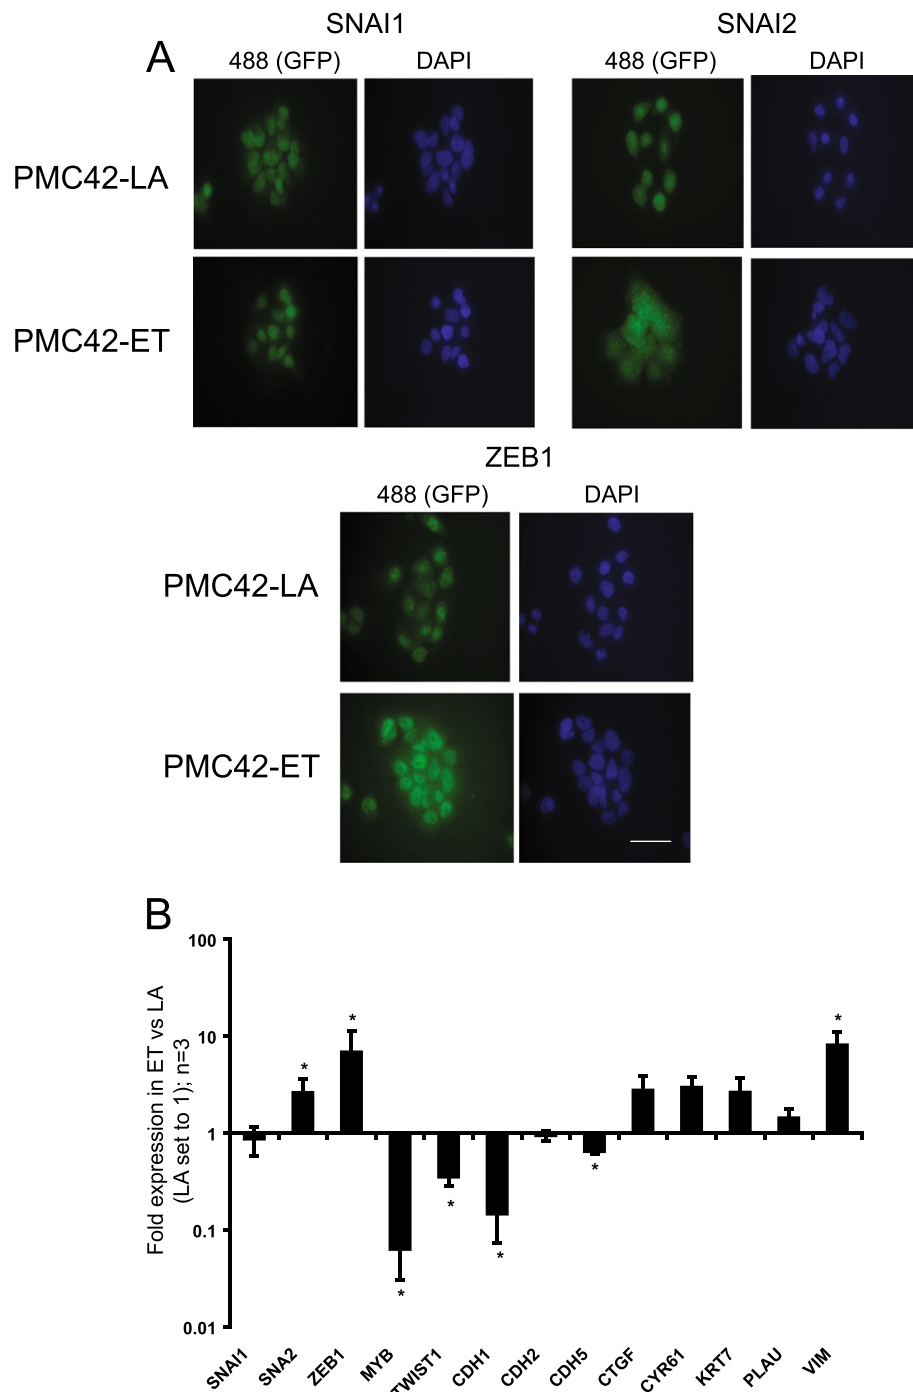 SNAI1 SNAI2
A
488 (GFP) DAPI 488 (GFP) DAPI
PMC42-LA
PMC42-ET
ZEB1
488 (GFP) DAPI
PMC42-LA
PMC42-ET
B
Fold expression in ET vs LA
(LA set to 1); n=3
100
10
1
0.1
0.01
* * * * * * * *
SNAI1 SNA2 ZEB1 MYB TWIST1 CDH1 CDH2 CDH5 CTGF CYR61 KRT7 PLAU VIM